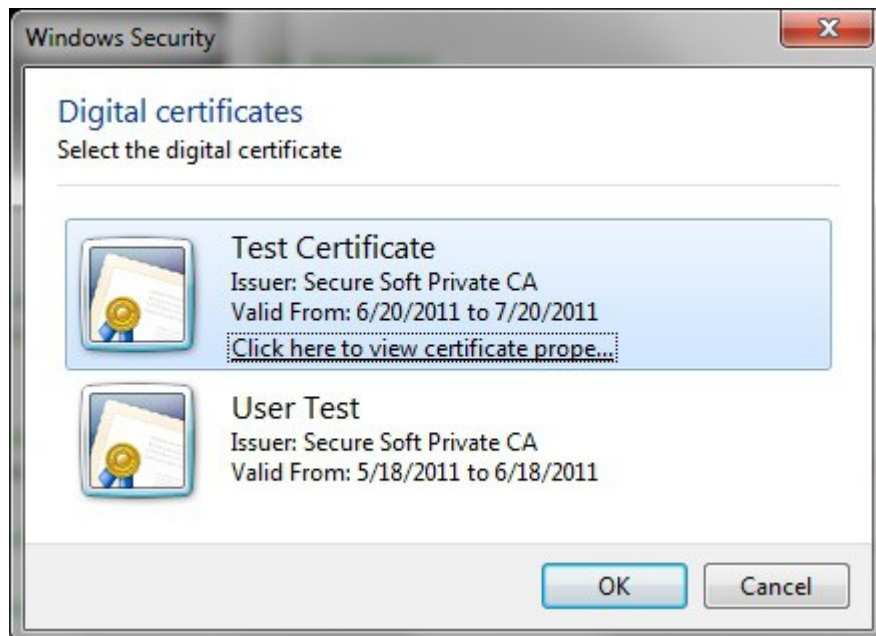 Windows Security
Digital certificates
Select the digital certificate
Test Certificate
Issuer: Secure Soft Private CA
Valid From: 6/20/2011 to 7/20/2011
Click here to view certificate prope...
User Test
Issuer: Secure Soft Private CA
Valid From: 5/18/2011 to 6/18/2011
OK
Cancel